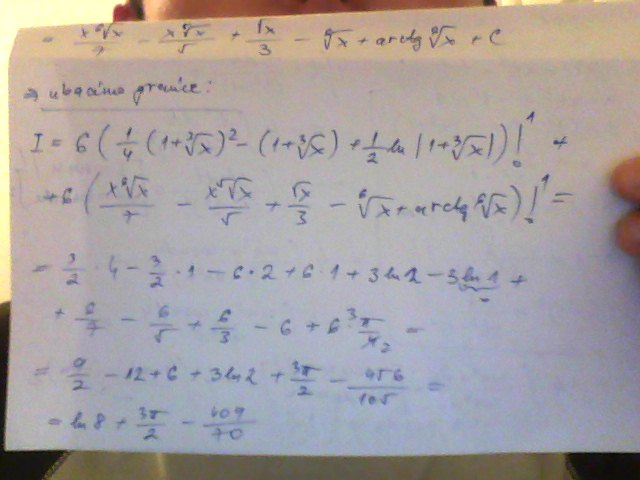 = x⁶√x/7 - x⁶√x/5 + √x/3 - ⁶√x + arctg ⁶√x + C
⇒ ubacimo granice:
I = 6 (1/4 (1+³√x)² - (1+³√x) + 1/2 ln |1+³√x|) |₀¹ +
+ 6 (x⁶√x/7 - x⁵√x/5 + √x/3 - ⁶√x + arctg ⁶√x) |₀¹ =
= 3/2 · 4 - 3/2 · 1 - 6·2 + 6·1 + 3 ln 2 - 3 ln 1 +
+ 6/7 - 6/5 + 6/3 - 6 + 6 ³ π/4 ₂ =
= 9/2 - 12 + 6 + 3 ln 2 + 3π/2 - 456/105 =
= ln 8 + 3π/2 - 409/70